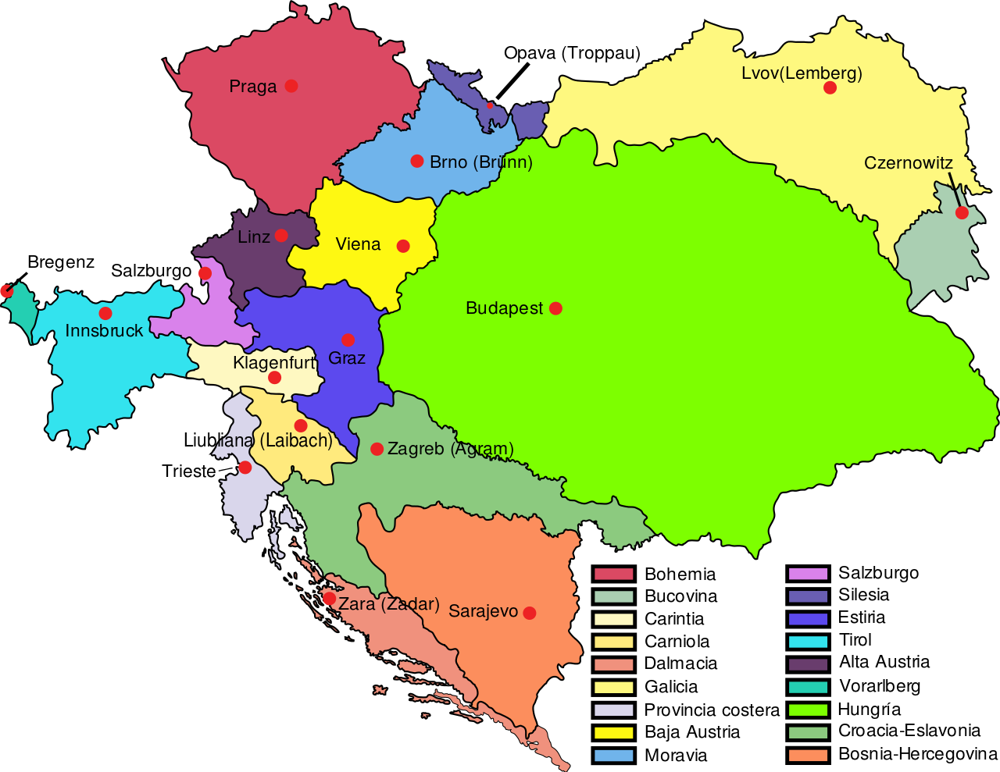 Opava (Troppau)
Lvov(Lemberg)
Praga
Brno (Brünn)
Czernowitz
Linz
Viena
Bregenz
Salzburgo
Budapest
Innsbruck
Graz
Klagenfurt
Liubliana (Laibach)
Zagreb (Agram)
Trieste
Zara (Zadar)
Sarajevo
Bohemia
Bucovina
Carintia
Carniola
Dalmacia
Galicia
Provincia costera
Baja Austria
Moravia
Salzburgo
Silesia
Estiria
Tirol
Alta Austria
Vorarlberg
Hungría
Croacia-Eslavonia
Bosnia-Hercegovina